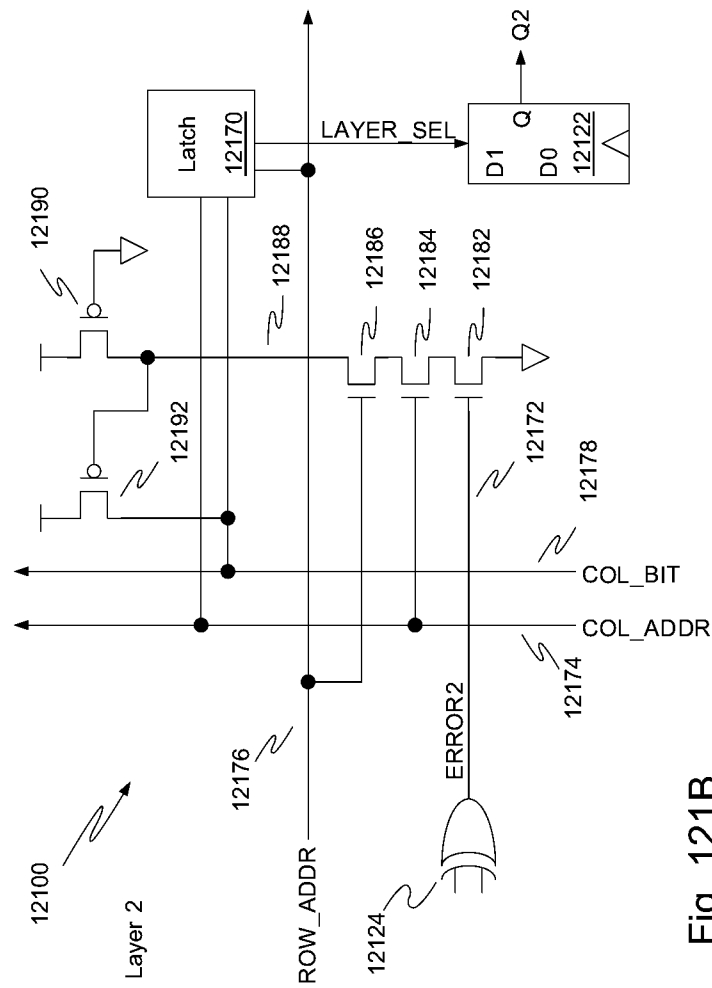 12100
Layer 2
12190
12192
Latch
12170
12188
LAYER_SEL
D1
Q
D0
12122
Q2
12186
12184
12182
12172
12178
COL_BIT
COL_ADDR
12174
12176
ROW_ADDR
ERROR2
12124
Fig. 121B